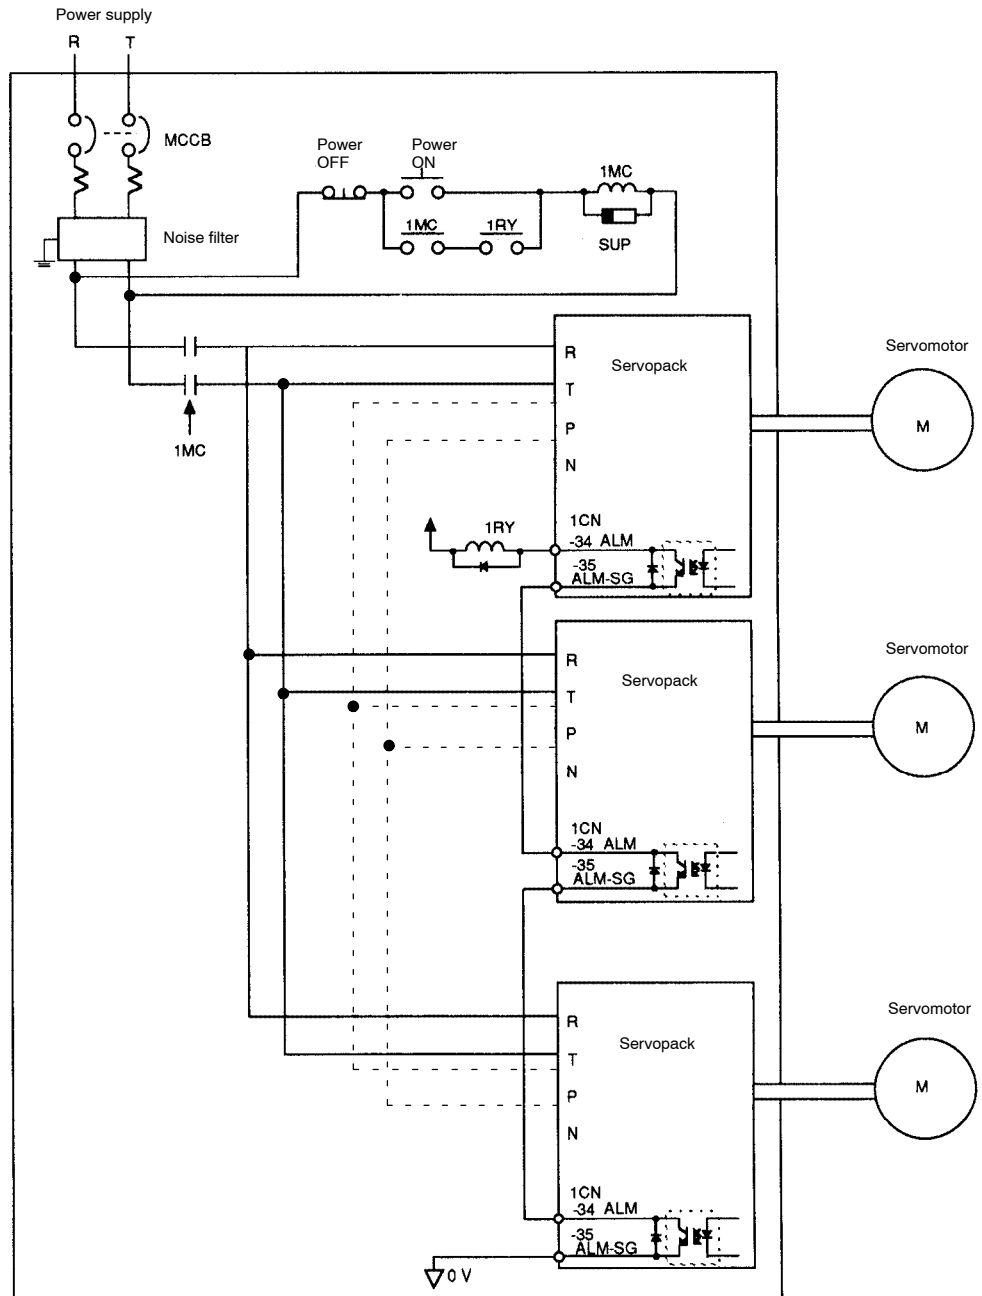 Power supply
R T
MCCB
Power
OFF
Power
ON
1MC
1MC 1RY
SUP
Noise filter
1MC
R
T
P
N
Servopack
Servomotor
M
1RY
1CN
-34 ALM
-35
ALM-SG
R
T
P
N
Servopack
Servomotor
M
1CN
-34 ALM
-35
ALM-SG
R
T
P
N
Servopack
Servomotor
M
1CN
-34 ALM
-35
ALM-SG
0 V